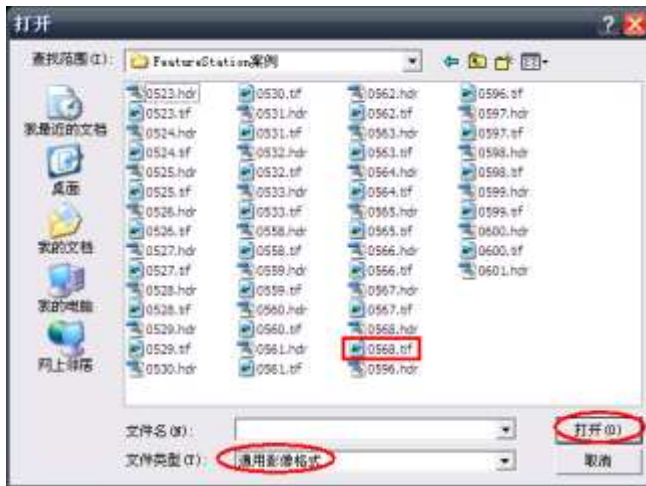 打开
查找范围(I):
FeatureStation案例
我最近的文档
桌面
我的文档
我的电脑
网上邻居
0523.hdr
0523.tif
0524.hdr
0524.tif
0525.hdr
0525.tif
0526.hdr
0526.tif
0527.hdr
0527.tif
0528.hdr
0528.tif
0529.hdr
0529.tif
0530.hdr
0530.tif
0531.hdr
0531.tif
0532.hdr
0532.tif
0533.hdr
0533.tif
0558.hdr
0558.tif
0559.hdr
0559.tif
0560.hdr
0560.tif
0561.hdr
0561.tif
0562.hdr
0562.tif
0563.hdr
0563.tif
0564.hdr
0564.tif
0565.hdr
0565.tif
0566.hdr
0566.tif
0567.hdr
0567.tif
0568.hdr
0568.tif
0596.hdr
0596.tif
0597.hdr
0597.tif
0598.hdr
0598.tif
0599.hdr
0599.tif
0600.hdr
0600.tif
0601.hdr
文件名(N):
打开(O)
文件类型(T):
通用影像格式
取消